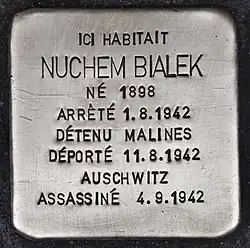 ICI HABITAIT
NUCHEM BIALEK
NÉ 1898
ARRÊTÉ 1.8.1942
DÉTENU MALINES
DÉPORTÉ 11.8.1942
AUSCHWITZ
ASSASSINÉ 4.9.1942